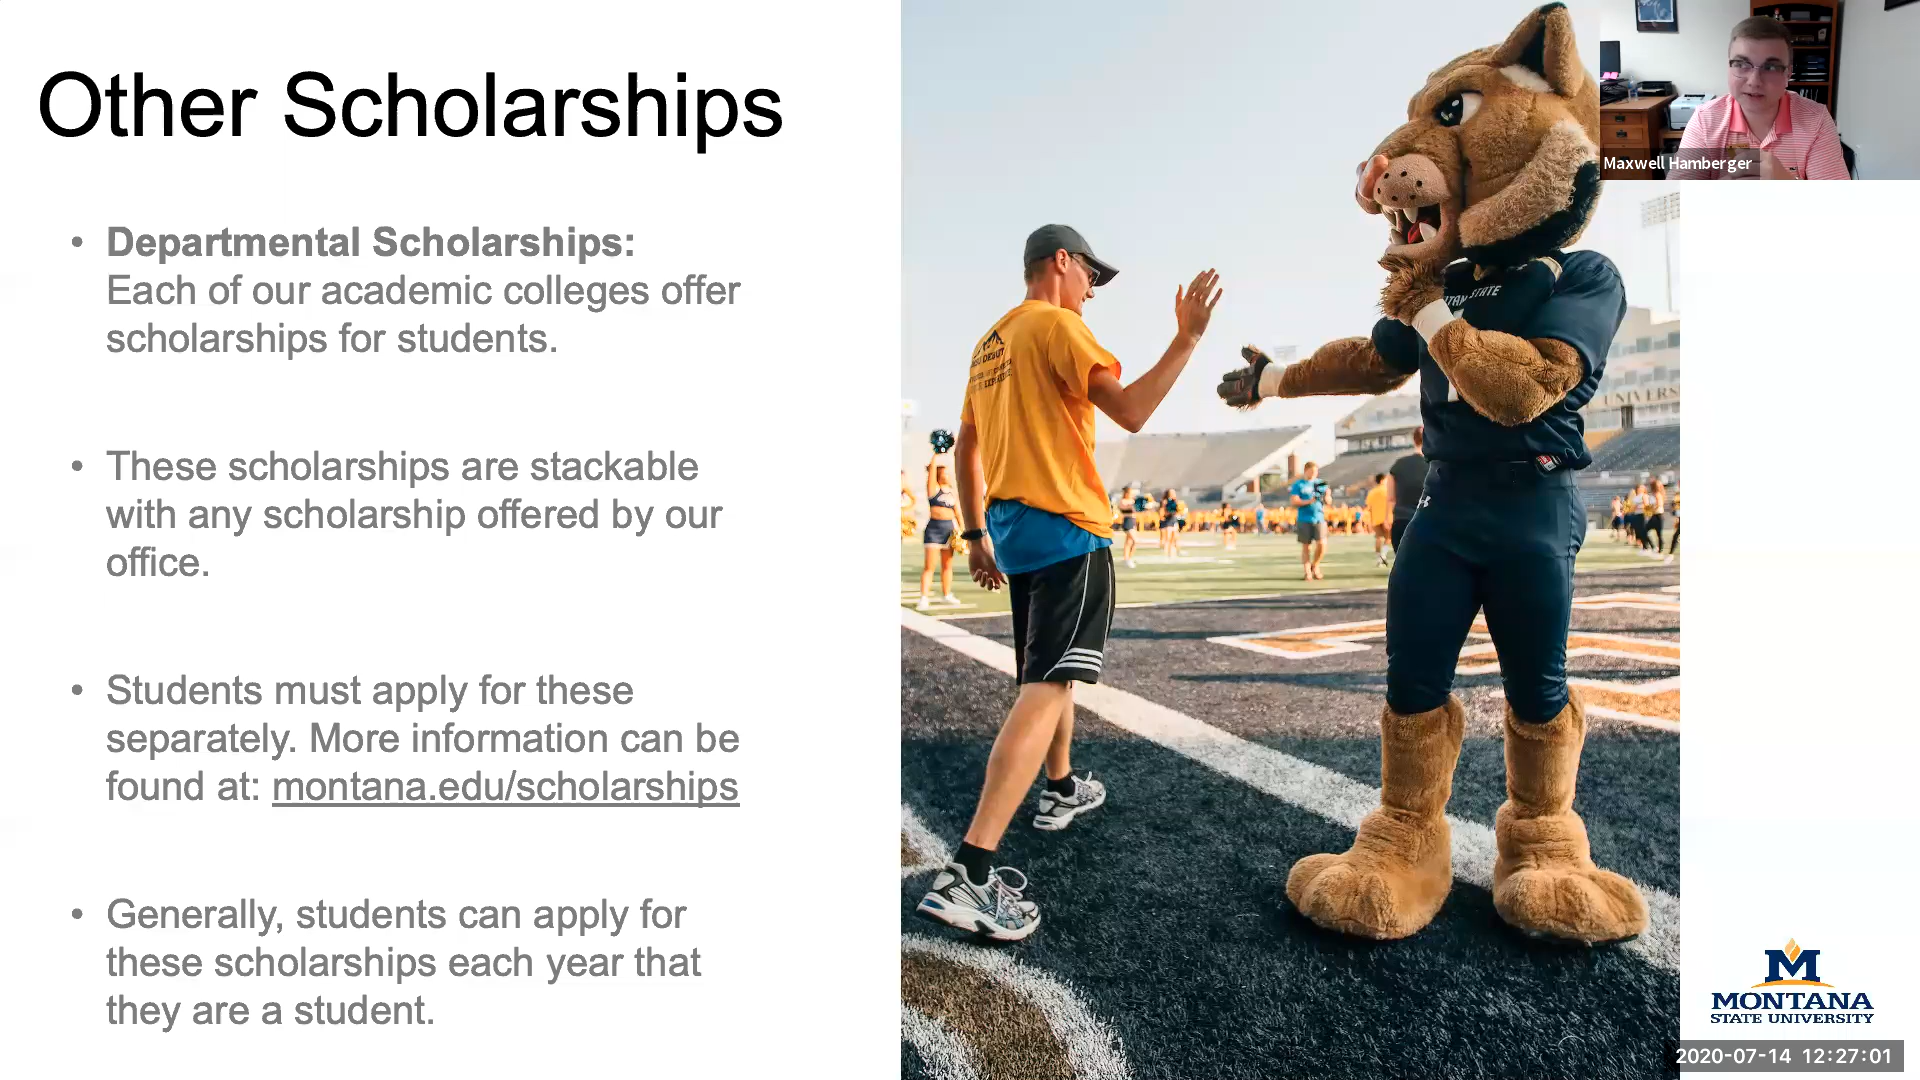 Other Scholarships
Maxwell Hamberger
• Departmental Scholarships:
Each of our academic colleges offer
scholarships for students.
• These scholarships are stackable
with any scholarship offered by our
office.
• Students must apply for these
separately. More information can be
found at: montana.edu/scholarships
• Generally, students can apply for
these scholarships each year that
they are a student.
STATE
DEBUT
M
MONTANA
STATE UNIVERSITY
2020-07-14 12:27:01